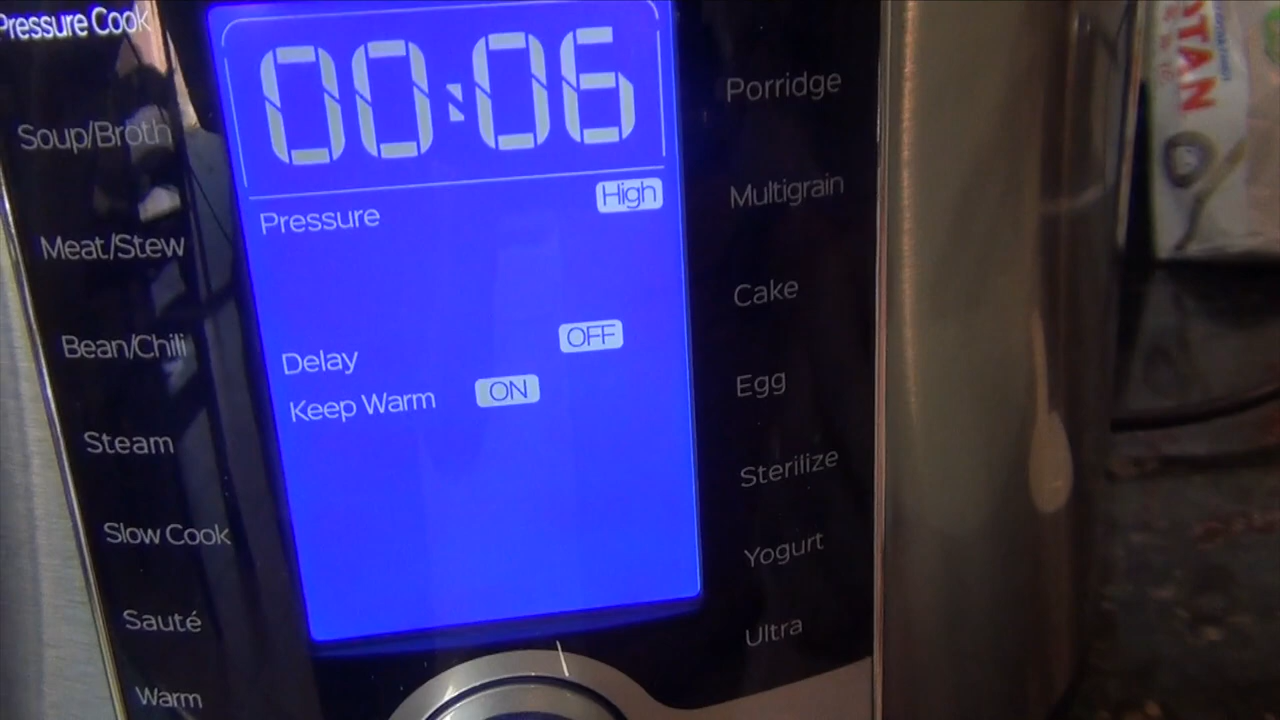 Pressure Cook
Soup/Broth
Meat/Stew
Bean/Chili
Steam
Slow Cook
Sauté
Warm
00:06
Pressure High
Delay OFF
Keep Warm ON
Porridge
Multigrain
Cake
Egg
Sterilize
Yogurt
Ultra
TAN